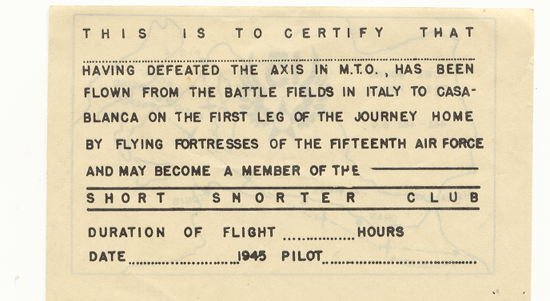 THIS IS TO CERTIFY THAT
HAVING DEFEATED THE AXIS IN M.T.O., HAS BEEN
FLOWN FROM THE BATTLE FIELDS IN ITALY TO CASA-
BLANCA ON THE FIRST LEG OF THE JOURNEY HOME
BY FLYING FORTRESSES OF THE FIFTEENTH AIR FORCE
AND MAY BECOME A MEMBER OF THE
SHORT SNORTER CLUB
DURATION OF FLIGHT ............... HOURS
DATE.......................1945 PILOT................................